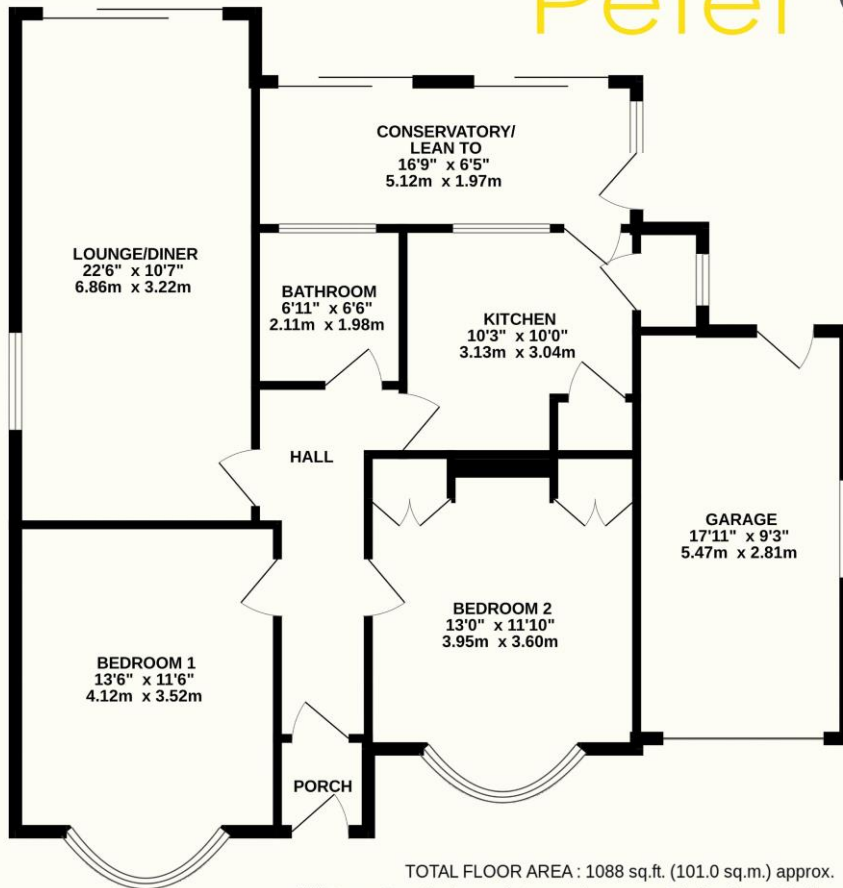 Peter
CONSERVATORY/
LEAN TO
16'9" x 6'5"
5.12m x 1.97m
LOUNGE/DINER
22'6" x 10'7"
6.86m x 3.22m
BATHROOM
6'11" x 6'6"
2.11m x 1.98m
KITCHEN
10'3" x 10'0"
3.13m x 3.04m
HALL
GARAGE
17'11" x 9'3"
5.47m x 2.81m
BEDROOM 2
13'0" x 11'10"
3.95m x 3.60m
BEDROOM 1
13'6" x 11'6"
4.12m x 3.52m
PORCH
TOTAL FLOOR AREA : 1088 sq.ft. (101.0 sq.m.) approx.